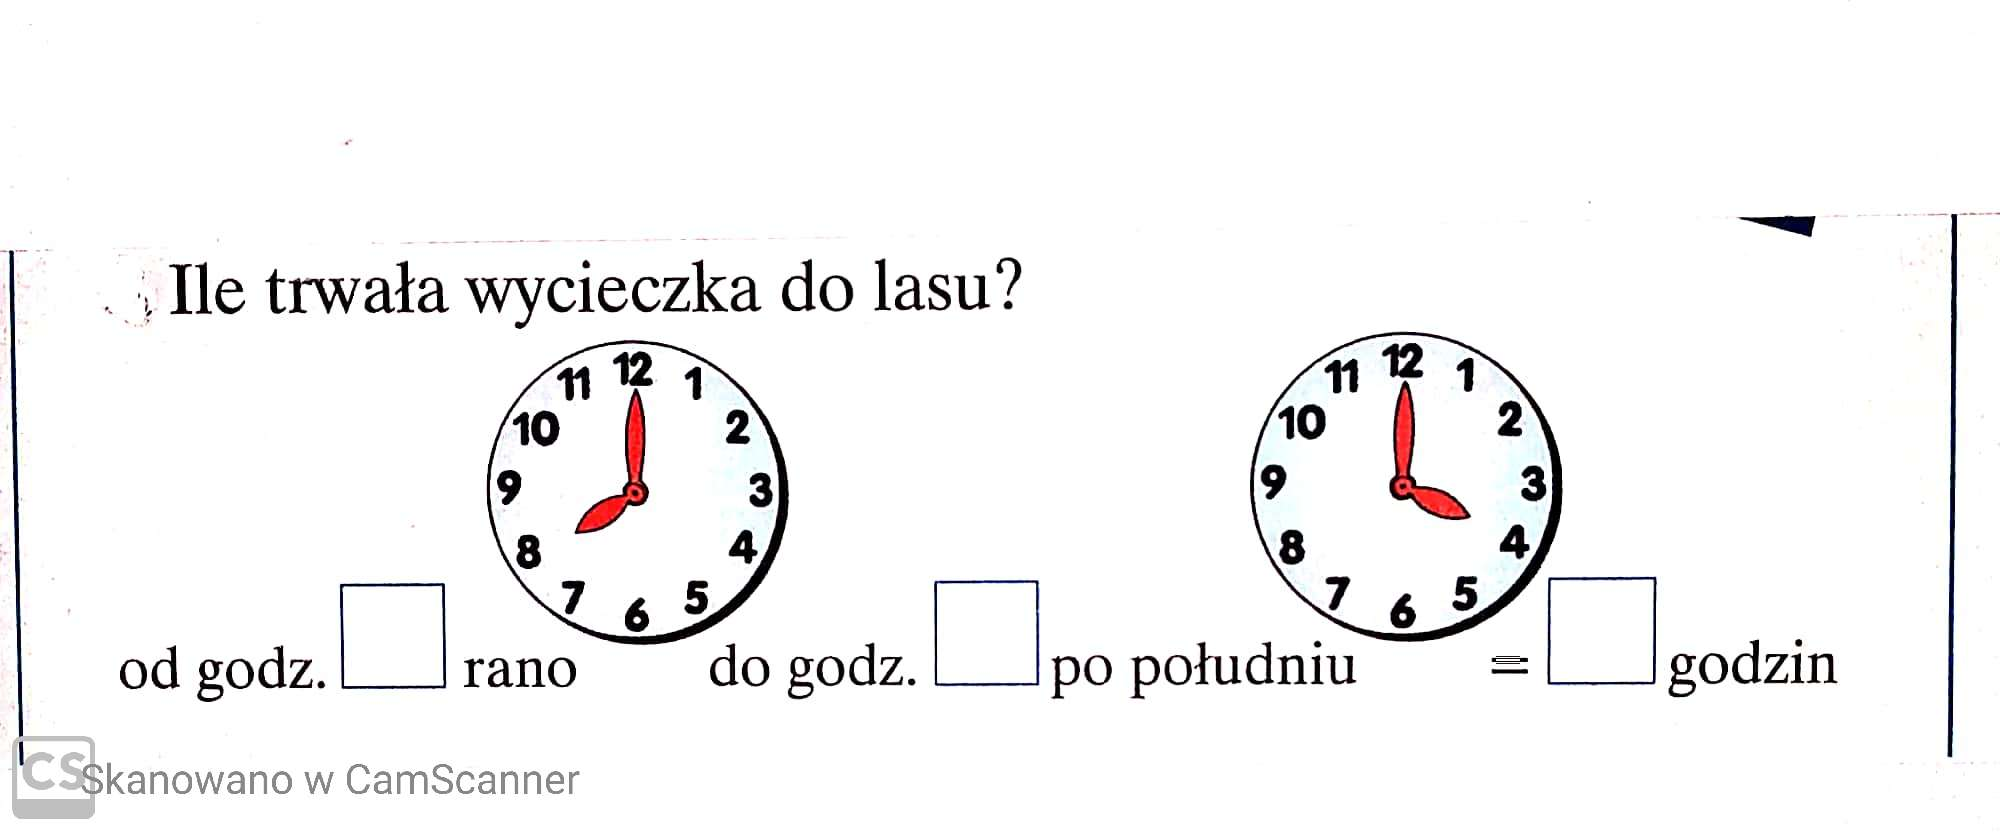 Ile trwała wycieczka do lasu?
11 12 1
10 2
9 3
8 4
7 6 5
11 12 1
10 2
9 3
8 4
7 6 5
od godz. rano do godz. po południu = godzin
CS Skanowano w CamScanner